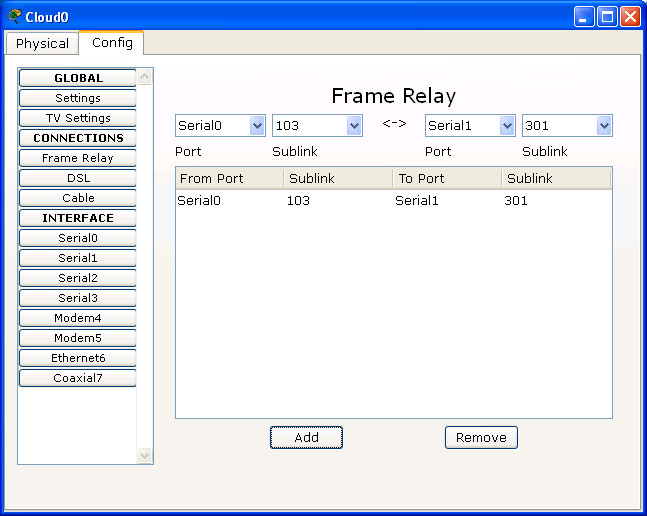 Cloud0
Physical Config
GLOBAL
Settings
TV Settings
CONNECTIONS
Frame Relay
DSL
Cable
INTERFACE
Serial0
Serial1
Serial2
Serial3
Modem4
Modem5
Ethernet6
Coaxial7
Frame Relay
Serial0 103 <-> Serial1 301
Port Sublink Port Sublink
From Port Sublink To Port Sublink
Serial0 103 Serial1 301
Add Remove